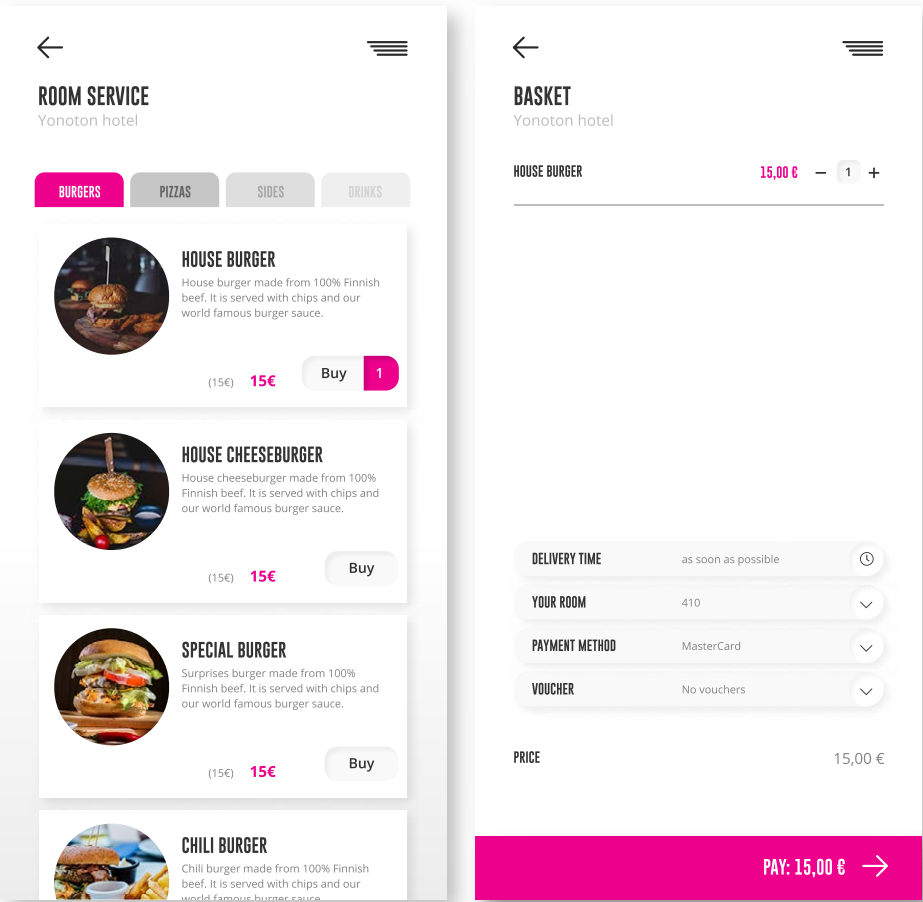 ROOM SERVICE
Yonoton hotel
BURGERS
PIZZAS
SIDES
DRINKS
HOUSE BURGER
House burger made from 100% Finnish
beef. It is served with chips and our
world famous burger sauce.
(15€) 15€ Buy 1
HOUSE CHEESEBURGER
House cheeseburger made from 100%
Finnish beef. It is served with chips and
our world famous burger sauce.
(15€) 15€ Buy
SPECIAL BURGER
Surprises burger made from 100%
Finnish beef. It is served with chips and
our world famous burger sauce.
(15€) 15€ Buy
CHILI BURGER
Chili burger made from 100% Finnish
beef. It is served with chips and our
world famous burger sauce.
BASKET
Yonoton hotel
HOUSE BURGER 15,00 € − 1 +
DELIVERY TIME as soon as possible
YOUR ROOM 410
PAYMENT METHOD MasterCard
VOUCHER No vouchers
PRICE 15,00 €
PAY: 15,00 €